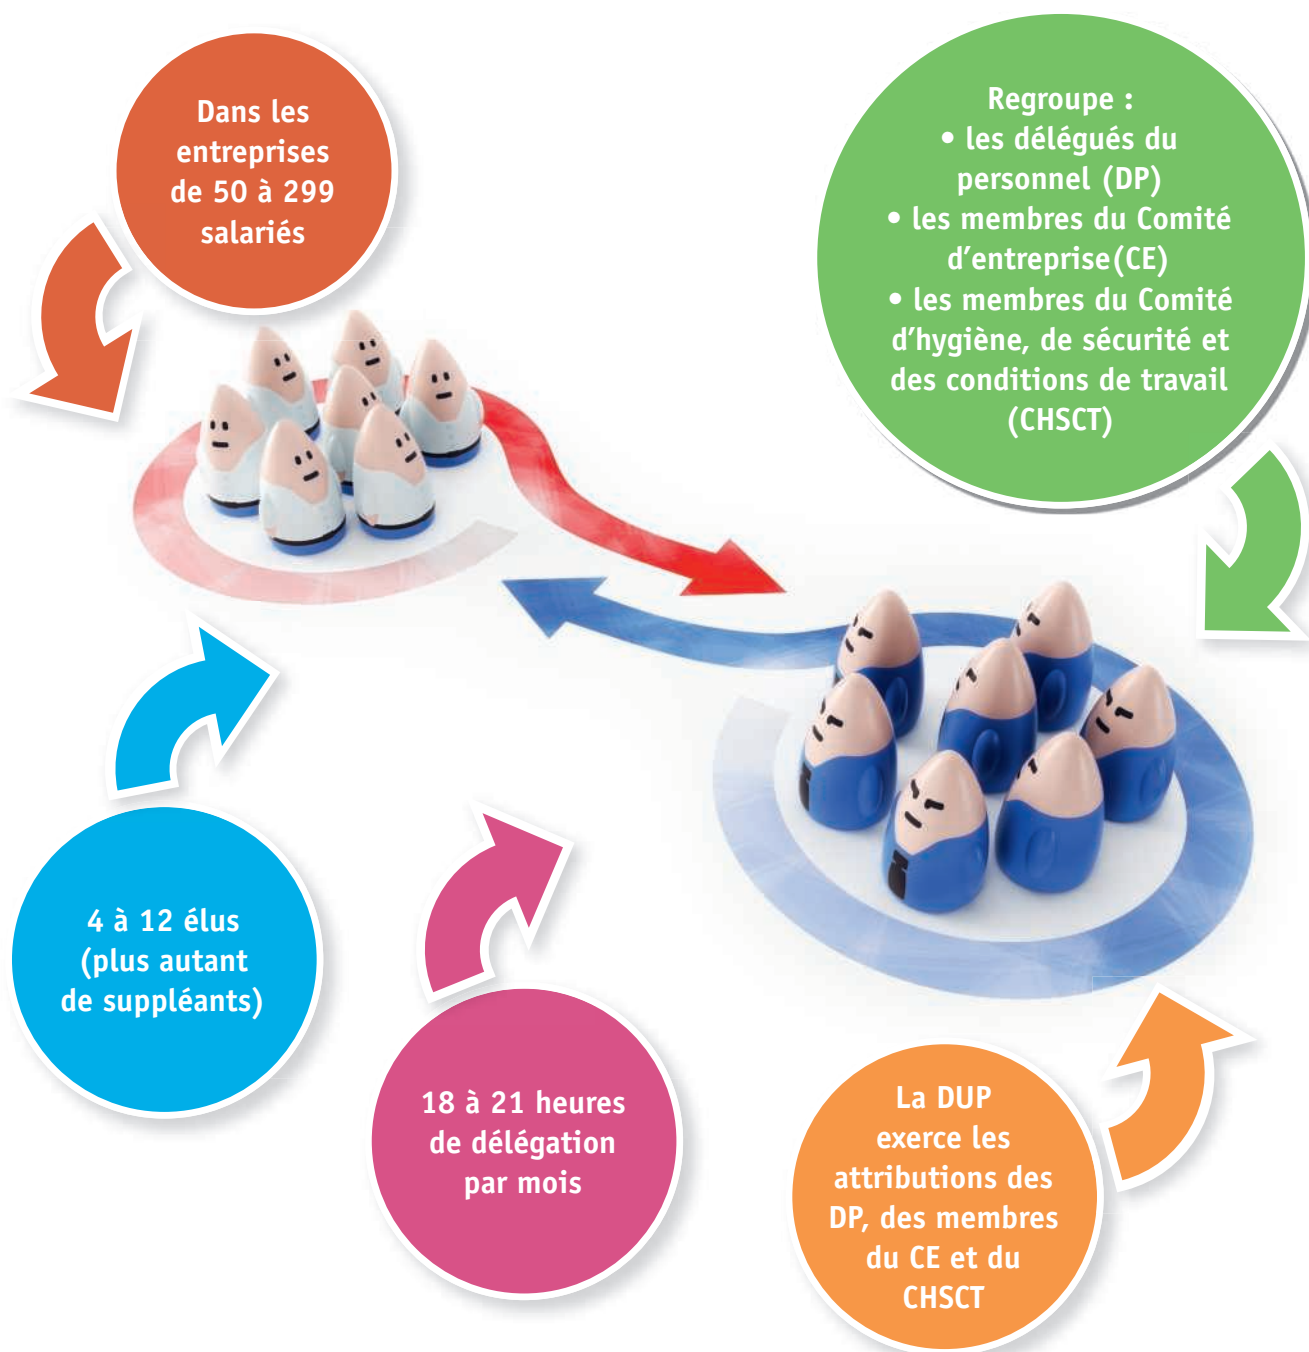 Dans les
entreprises
de 50 à 299
salariés
Regroupe :
• les délégués du
personnel (DP)
• les membres du Comité
d’entreprise(CE)
• les membres du Comité
d’hygiène, de sécurité et
des conditions de travail
(CHSCT)
4 à 12 élus
(plus autant
de suppléants)
18 à 21 heures
de délégation
par mois
La DUP
exerce les
attributions des
DP, des membres
du CE et du
CHSCT